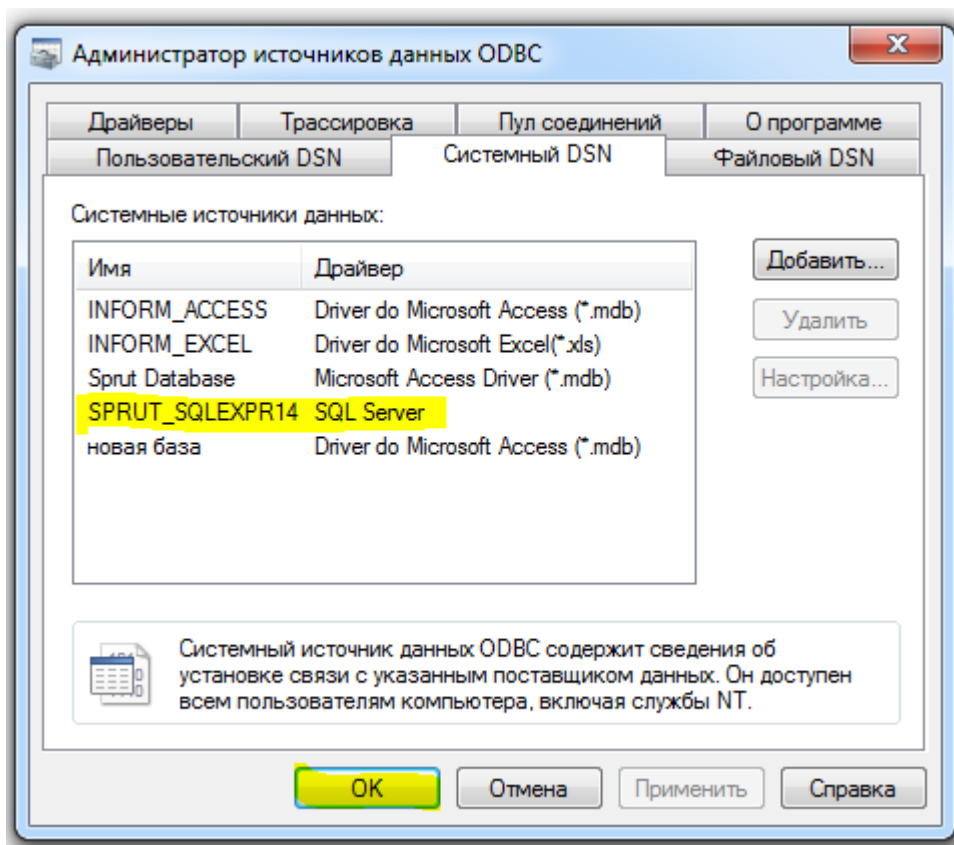 Администратор источников данных ODBC
Драйверы Трассировка Пул соединений О программе
Пользовательский DSN Системный DSN Файловый DSN
Системные источники данных:
Имя Драйвер
INFORM_ACCESS Driver do Microsoft Access (*.mdb)
INFORM_EXCEL Driver do Microsoft Excel(*.xls)
Sprut Database Microsoft Access Driver (*.mdb)
SPRUT_SQLEXPR14 SQL Server
новая база Driver do Microsoft Access (*.mdb)
Добавить...
Удалить
Настройка...
Системный источник данных ODBC содержит сведения об
установке связи с указанным поставщиком данных. Он доступен
всем пользователям компьютера, включая службы NT.
OK Отмена Применить Справка